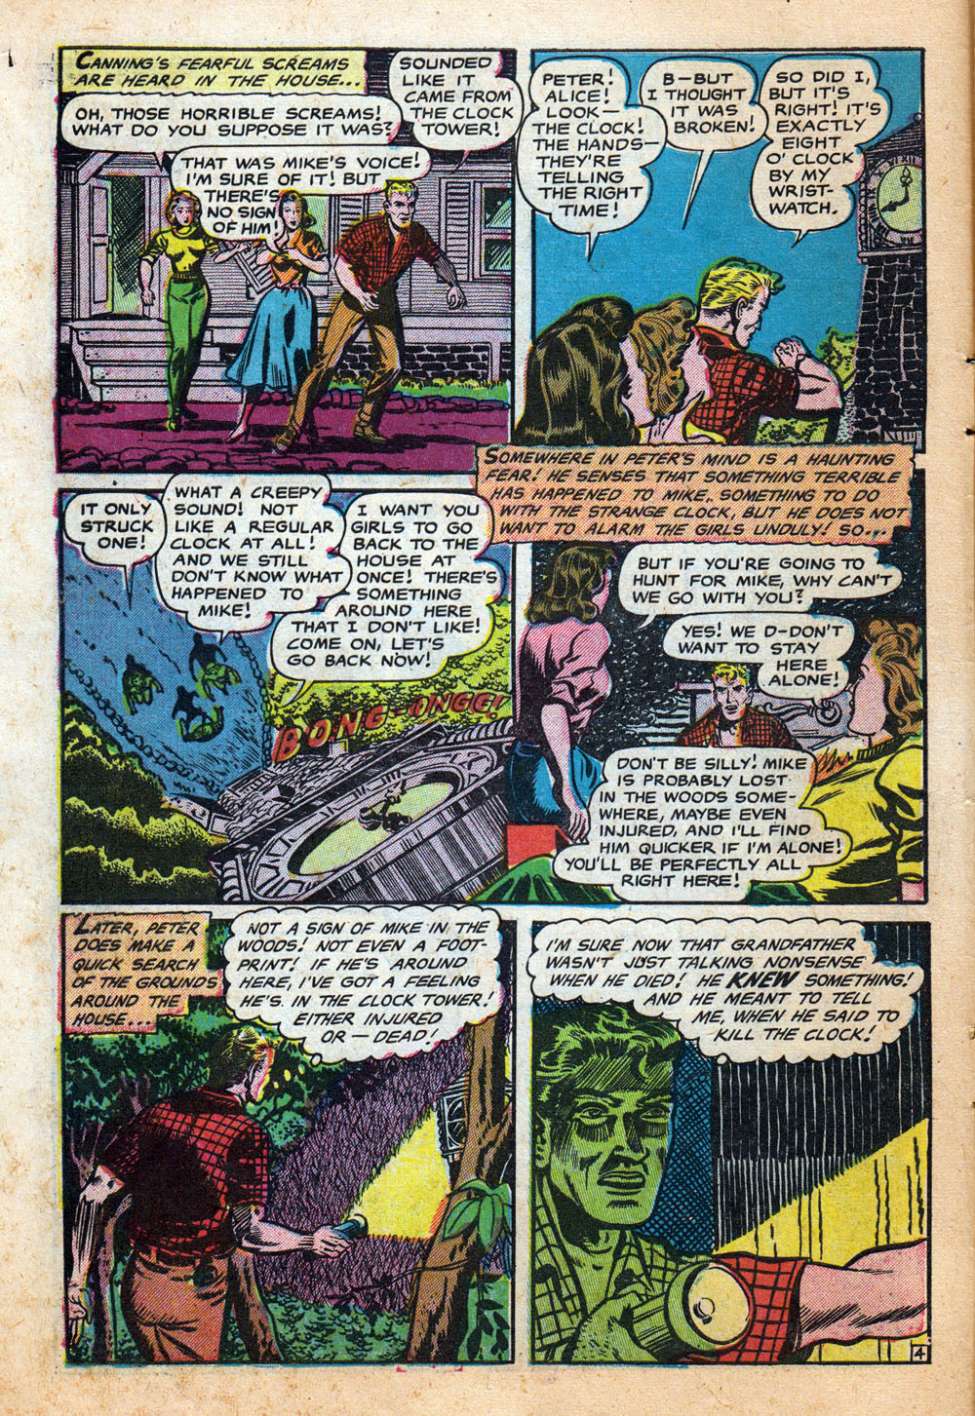 CANNING'S FEARFUL SCREAMS
ARE HEARD IN THE HOUSE...
OH, THOSE HORRIBLE SCREAMS!
WHAT DO YOU SUPPOSE IT WAS?
SOUNDED
LIKE IT
CAME FROM
THE CLOCK
TOWER!
THAT WAS MIKE'S VOICE!
I'M SURE OF IT! BUT
THERE'S
NO SIGN
OF HIM!
PETER!
ALICE!
LOOK—
THE CLOCK!
THE HANDS—
THEY'RE
TELLING
THE RIGHT
TIME!
B-BUT
I THOUGHT
IT WAS
BROKEN!
SO DID I,
BUT IT'S
RIGHT! IT'S
EXACTLY
EIGHT
O' CLOCK
BY MY
WRIST-
WATCH.
IT ONLY
STRUCK
ONE!
WHAT A CREEPY
SOUND! NOT
LIKE A REGULAR
CLOCK AT ALL!
AND WE STILL
DON'T KNOW WHAT
HAPPENED TO
MIKE!
I WANT YOU
GIRLS TO GO
BACK TO THE
HOUSE AT
ONCE! THERE'S
SOMETHING
AROUND HERE
THAT I DON'T LIKE!
COME ON, LET'S
GO BACK NOW!
BONG-ONGG!
SOMEWHERE IN PETER'S MIND IS A HAUNTING
FEAR! HE SENSES THAT SOMETHING TERRIBLE
HAS HAPPENED TO MIKE. SOMETHING TO DO
WITH THE STRANGE CLOCK, BUT HE DOES NOT
WANT TO ALARM THE GIRLS UNDULY! SO...
BUT IF YOU'RE GOING TO
HUNT FOR MIKE, WHY CAN'T
WE GO WITH YOU?
YES! WE D-DON'T
WANT TO STAY
HERE
ALONE!
DON'T BE SILLY! MIKE
IS PROBABLY LOST
IN THE WOODS SOME-
WHERE, MAYBE EVEN
INJURED, AND I'LL FIND
HIM QUICKER IF I'M ALONE!
YOU'LL BE PERFECTLY ALL
RIGHT HERE!
LATER, PETER
DOES MAKE A
QUICK SEARCH
OF THE GROUNDS
AROUND THE
HOUSE...
NOT A SIGN OF MIKE IN THE
WOODS! NOT EVEN A FOOT-
PRINT! IF HE'S AROUND
HERE, I'VE GOT A FEELING
HE'S IN THE CLOCK TOWER!
EITHER INJURED
OR — DEAD!
I'M SURE NOW THAT GRANDFATHER
WASN'T JUST TALKING NONSENSE
WHEN HE DIED! HE KNEW SOMETHING!
AND HE MEANT TO TELL
ME, WHEN HE SAID TO
KILL THE CLOCK!
4